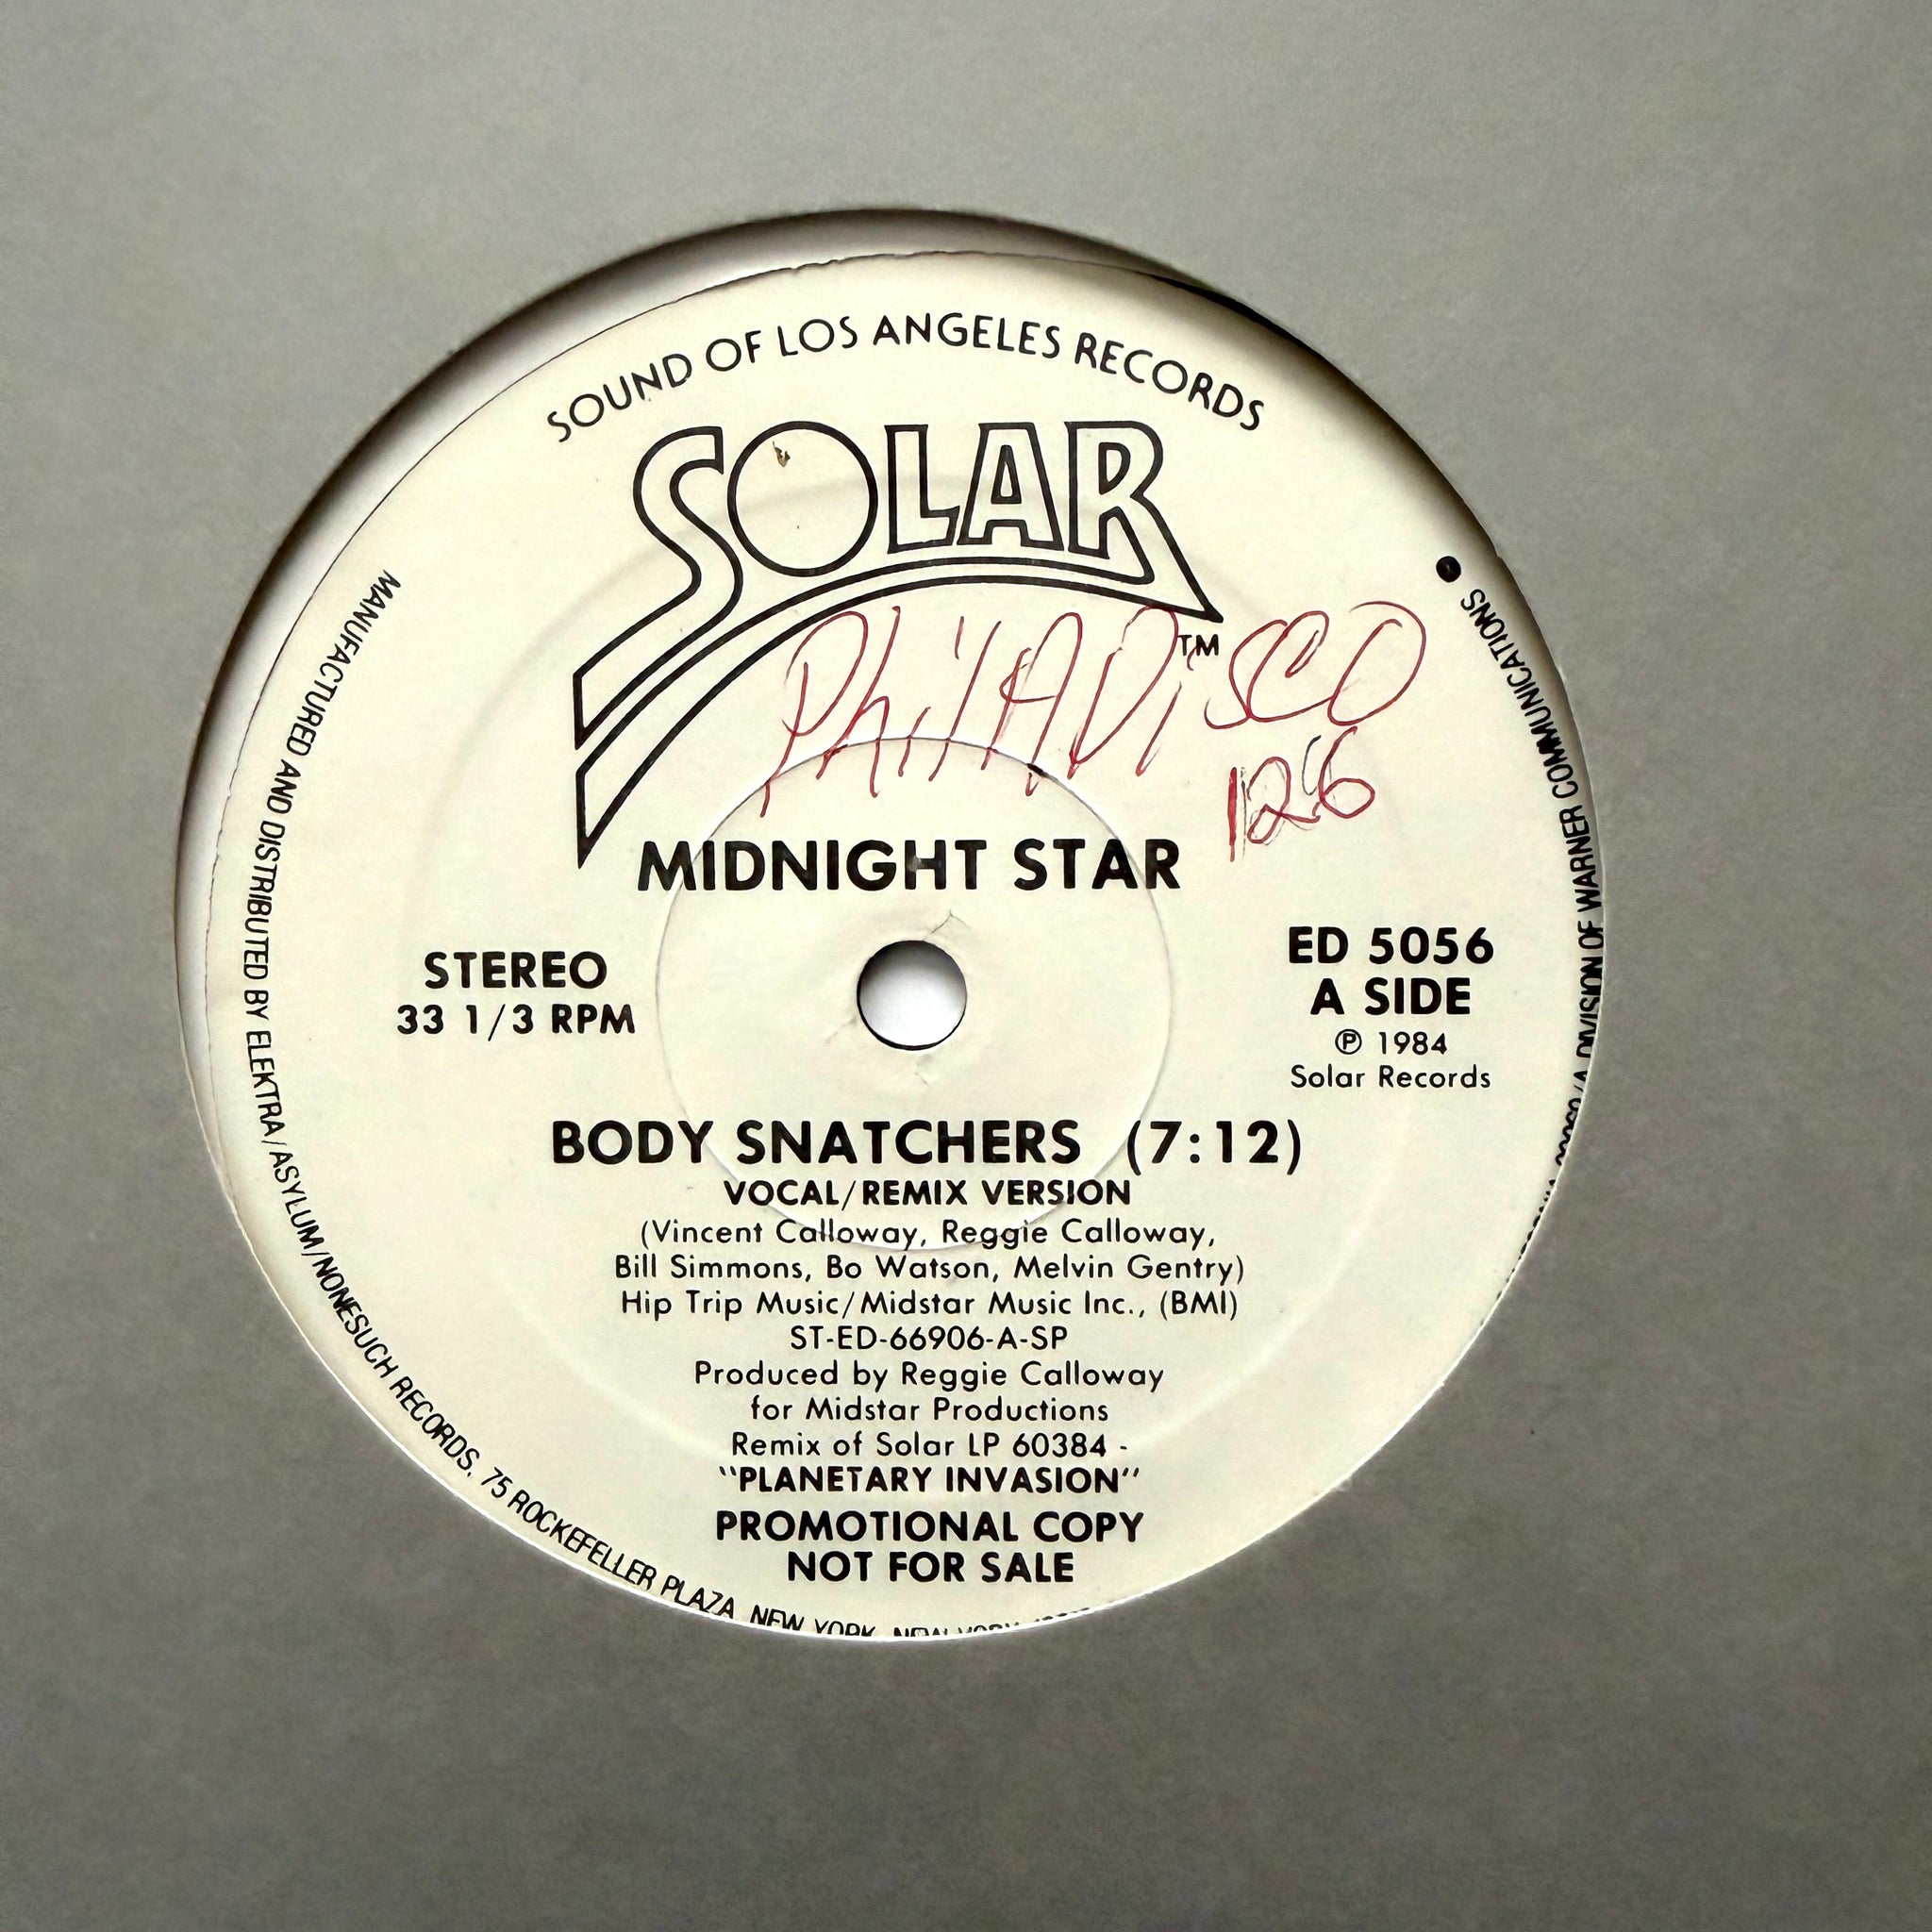 SOUND OF LOS ANGELES RECORDS
SOLAR
TM
PhilADiSCO
126
MIDNIGHT STAR
STEREO
33 1/3 RPM
ED 5056
A SIDE
Ⓟ 1984
Solar Records
BODY SNATCHERS (7:12)
VOCAL/REMIX VERSION
(Vincent Calloway, Reggie Calloway,
Bill Simmons, Bo Watson, Melvin Gentry)
Hip Trip Music/Midstar Music Inc., (BMI)
ST-ED-66906-A-SP
Produced by Reggie Calloway
for Midstar Productions
Remix of Solar LP 60384 -
"PLANETARY INVASION"
PROMOTIONAL COPY
NOT FOR SALE
MANUFACTURED AND DISTRIBUTED BY ELEKTRA/ASYLUM/NONESUCH RECORDS, 75 ROCKEFELLER PLAZA, NEW YORK, NEW YORK A DIVISION OF WARNER COMMUNICATIONS ●